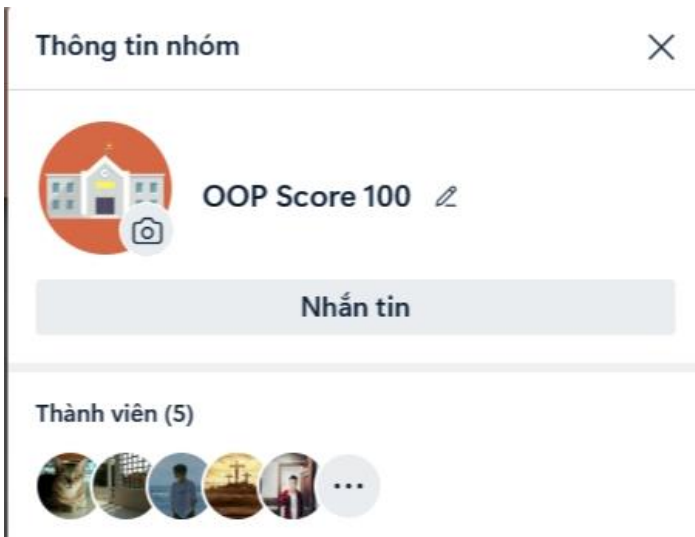 Thông tin nhóm
OOP Score 100
Nhắn tin
Thành viên (5)